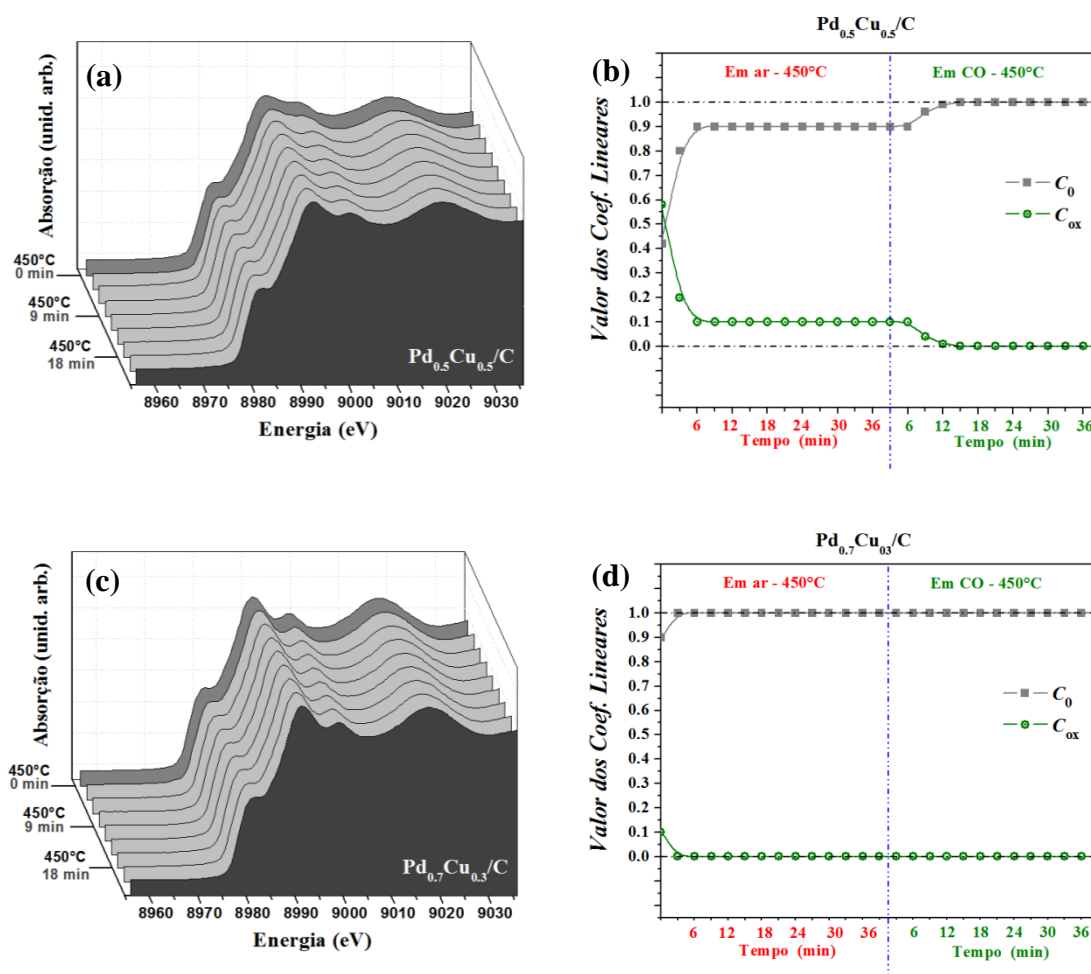 (a)
Absorção (unid. arb.)
450°C
0 min
450°C
9 min
450°C
18 min
Pd0.5Cu0.5/C
8960 8970 8980 8990 9000 9010 9020 9030
Energia (eV)
Pd0.5Cu0.5/C
(b)
Em ar - 450°C
Em CO - 450°C
Valor dos Coef. Lineares
1.0
0.9
0.8
0.7
0.6
0.5
0.4
0.3
0.2
0.1
0.0
C0
Cox
6 12 18 24 30 36 6 12 18 24 30 36
Tempo (min) Tempo (min)
(c)
Absorção (unid. arb.)
450°C
0 min
450°C
9 min
450°C
18 min
Pd0.7Cu0.3/C
8960 8970 8980 8990 9000 9010 9020 9030
Energia (eV)
Pd0.7Cu03/C
(d)
Em ar - 450°C
Em CO - 450°C
Valor dos Coef. Lineares
1.0
0.9
0.8
0.7
0.6
0.5
0.4
0.3
0.2
0.1
0.0
C0
Cox
6 12 18 24 30 36 6 12 18 24 30 36
Tempo (min) Tempo (min)